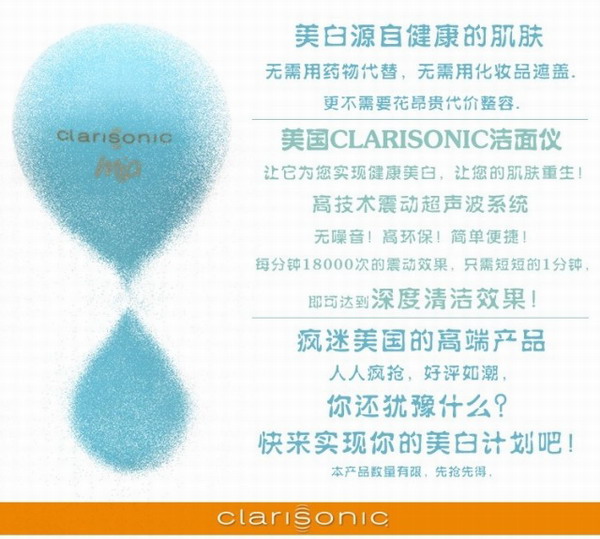 clarisonic
mia
美白源自健康的肌肤
无需用药物代替，无需用化妆品遮盖.
更不需要花昂贵代价整容.
美国CLARISONIC洁面仪
让它为您实现健康美白，让您的肌肤重生！
高技术震动超声波系统
无噪音！高环保！简单便捷！
每分钟18000次的震动效果，只需短短的1分钟，
即可达到深度清洁效果！
疯迷美国的高端产品
人人疯抢，好评如潮，
你还犹豫什么？
快来实现你的美白计划吧！
本产品数量有限，先抢先得，
clarisonic